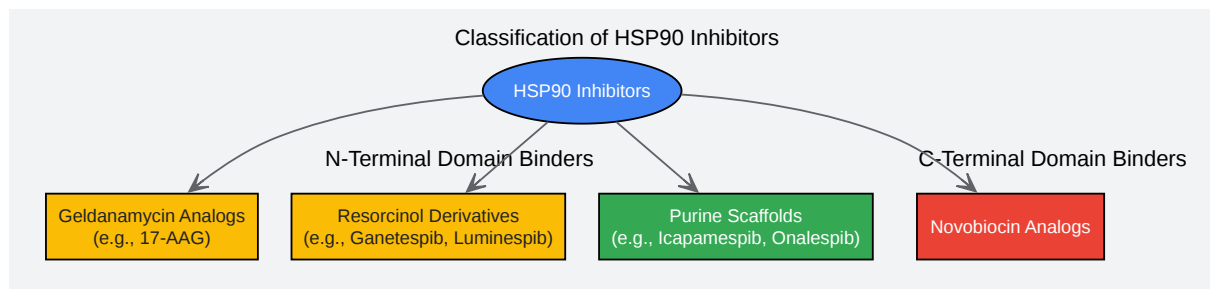 Classification of HSP90 Inhibitors
HSP90 Inhibitors
N-Terminal Domain Binders
C-Terminal Domain Binders
Geldanamycin Analogs
(e.g., 17-AAG)
Resorcinol Derivatives
(e.g., Ganetespib, Luminespib)
Purine Scaffolds
(e.g., Icapamespib, Onalespib)
Novobiocin Analogs